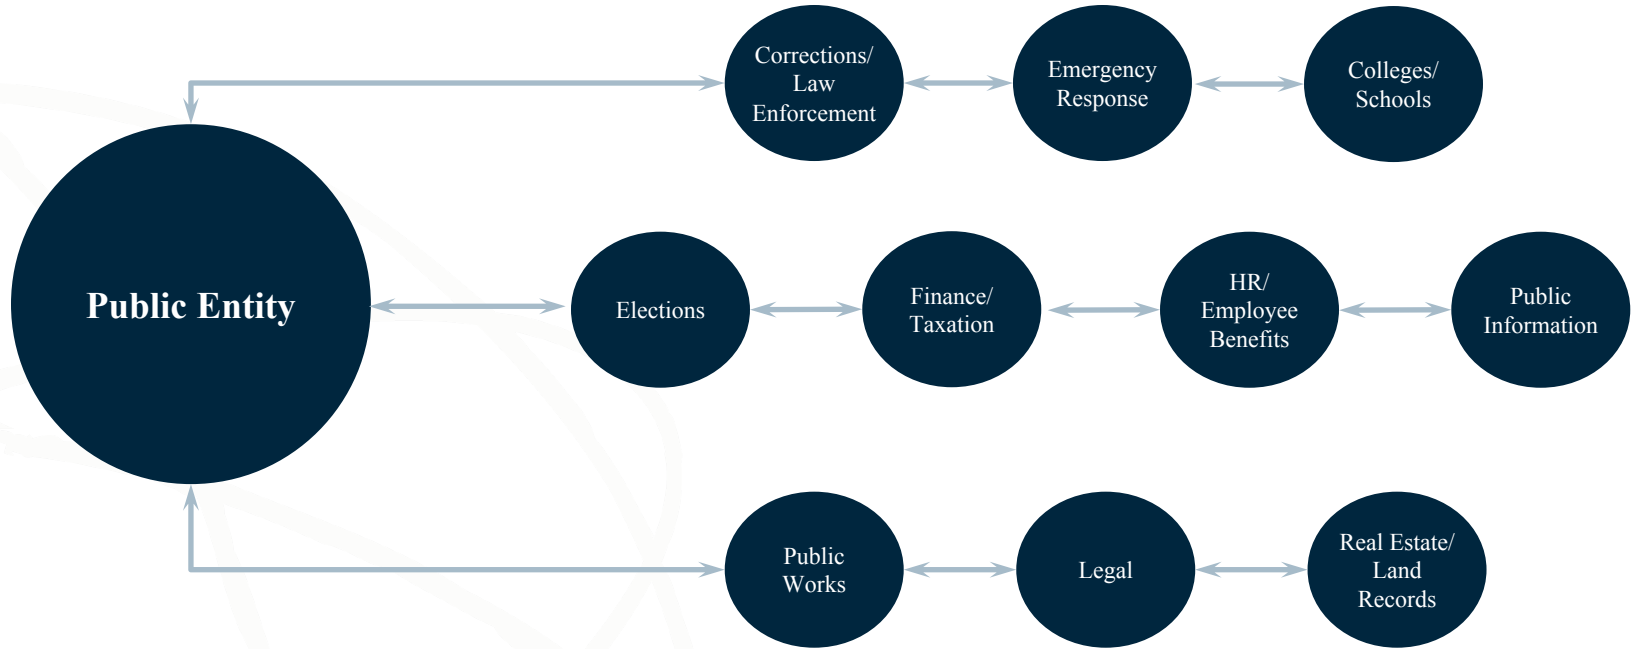 Corrections/
Law
Enforcement
Emergency
Response
Colleges/
Schools
Public Entity
Elections
Finance/
Taxation
HR/
Employee
Benefits
Public
Information
Public
Works
Legal
Real Estate/
Land
Records